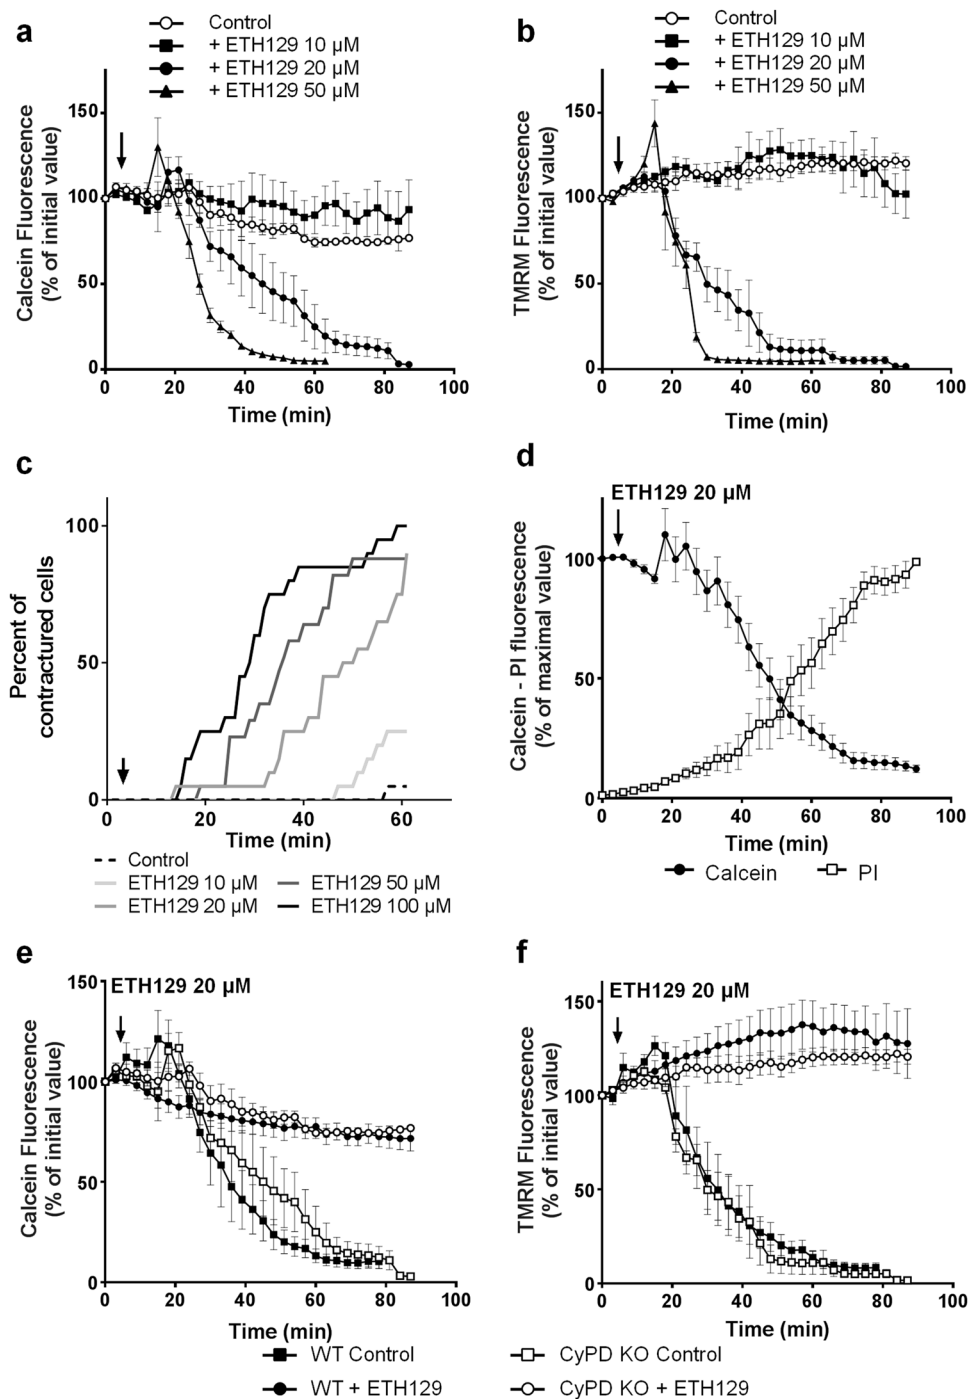 a
Control
+ ETH129 10 µM
+ ETH129 20 µM
+ ETH129 50 µM
Calcein Fluorescence
(% of initial value)
150
100
50
0
0 20 40 60 80 100
Time (min)
b
Control
+ ETH129 10 µM
+ ETH129 20 µM
+ ETH129 50 µM
TMRM Fluorescence
(% of initial value)
150
100
50
0
0 20 40 60 80 100
Time (min)
c
Percent of
contractured cells
100
50
0
20 40 60
Time (min)
Control
ETH129 10 µM
ETH129 20 µM
ETH129 50 µM
ETH129 100 µM
d
ETH129 20 µM
Calcein - PI fluorescence
(% of maximal value)
100
50
0
0 20 40 60 80 100
Time (min)
Calcein
PI
e
ETH129 20 µM
Calcein Fluorescence
(% of initial value)
150
100
50
0
0 20 40 60 80 100
Time (min)
f
ETH129 20 µM
TMRM Fluorescence
(% of initial value)
150
100
50
0
0 20 40 60 80 100
Time (min)
WT Control
WT + ETH129
CyPD KO Control
CyPD KO + ETH129